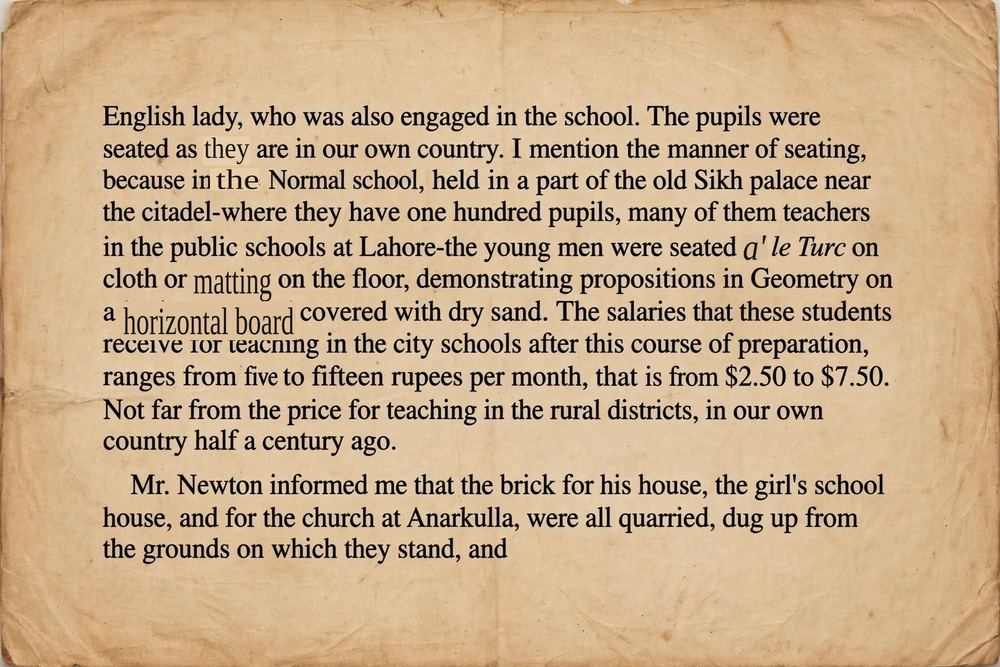 English lady, who was also engaged in the school. The pupils were
seated as they are in our own country. I mention the manner of seating,
because in the Normal school, held in a part of the old Sikh palace near
the citadel-where they have one hundred pupils, many of them teachers
in the public schools at Lahore-the young men were seated a' le Turc on
cloth or matting on the floor, demonstrating propositions in Geometry on
a horizontal board covered with dry sand. The salaries that these students
receive for teaching in the city schools after this course of preparation,
ranges from five to fifteen rupees per month, that is from $2.50 to $7.50.
Not far from the price for teaching in the rural districts, in our own
country half a century ago.
Mr. Newton informed me that the brick for his house, the girl's school
house, and for the church at Anarkulla, were all quarried, dug up from
the grounds on which they stand, and